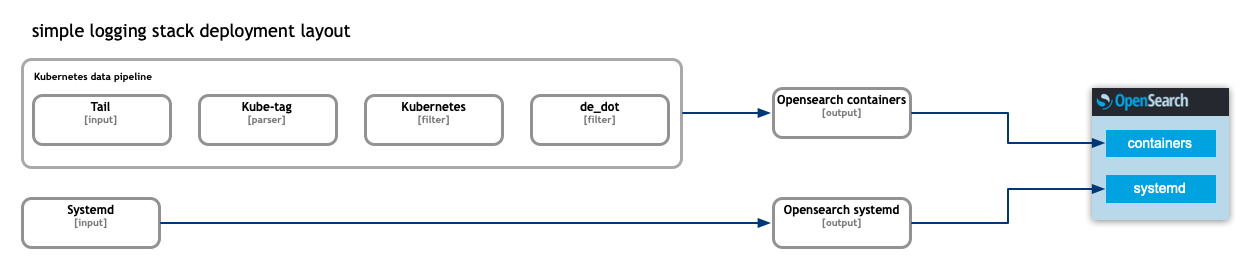 simple logging stack deployment layout
Kubernetes data pipeline
Tail
[input]
Kube-tag
[parser]
Kubernetes
[filter]
de_dot
[filter]
Opensearch containers
[output]
OpenSearch
containers
systemd
Systemd
[input]
Opensearch systemd
[output]